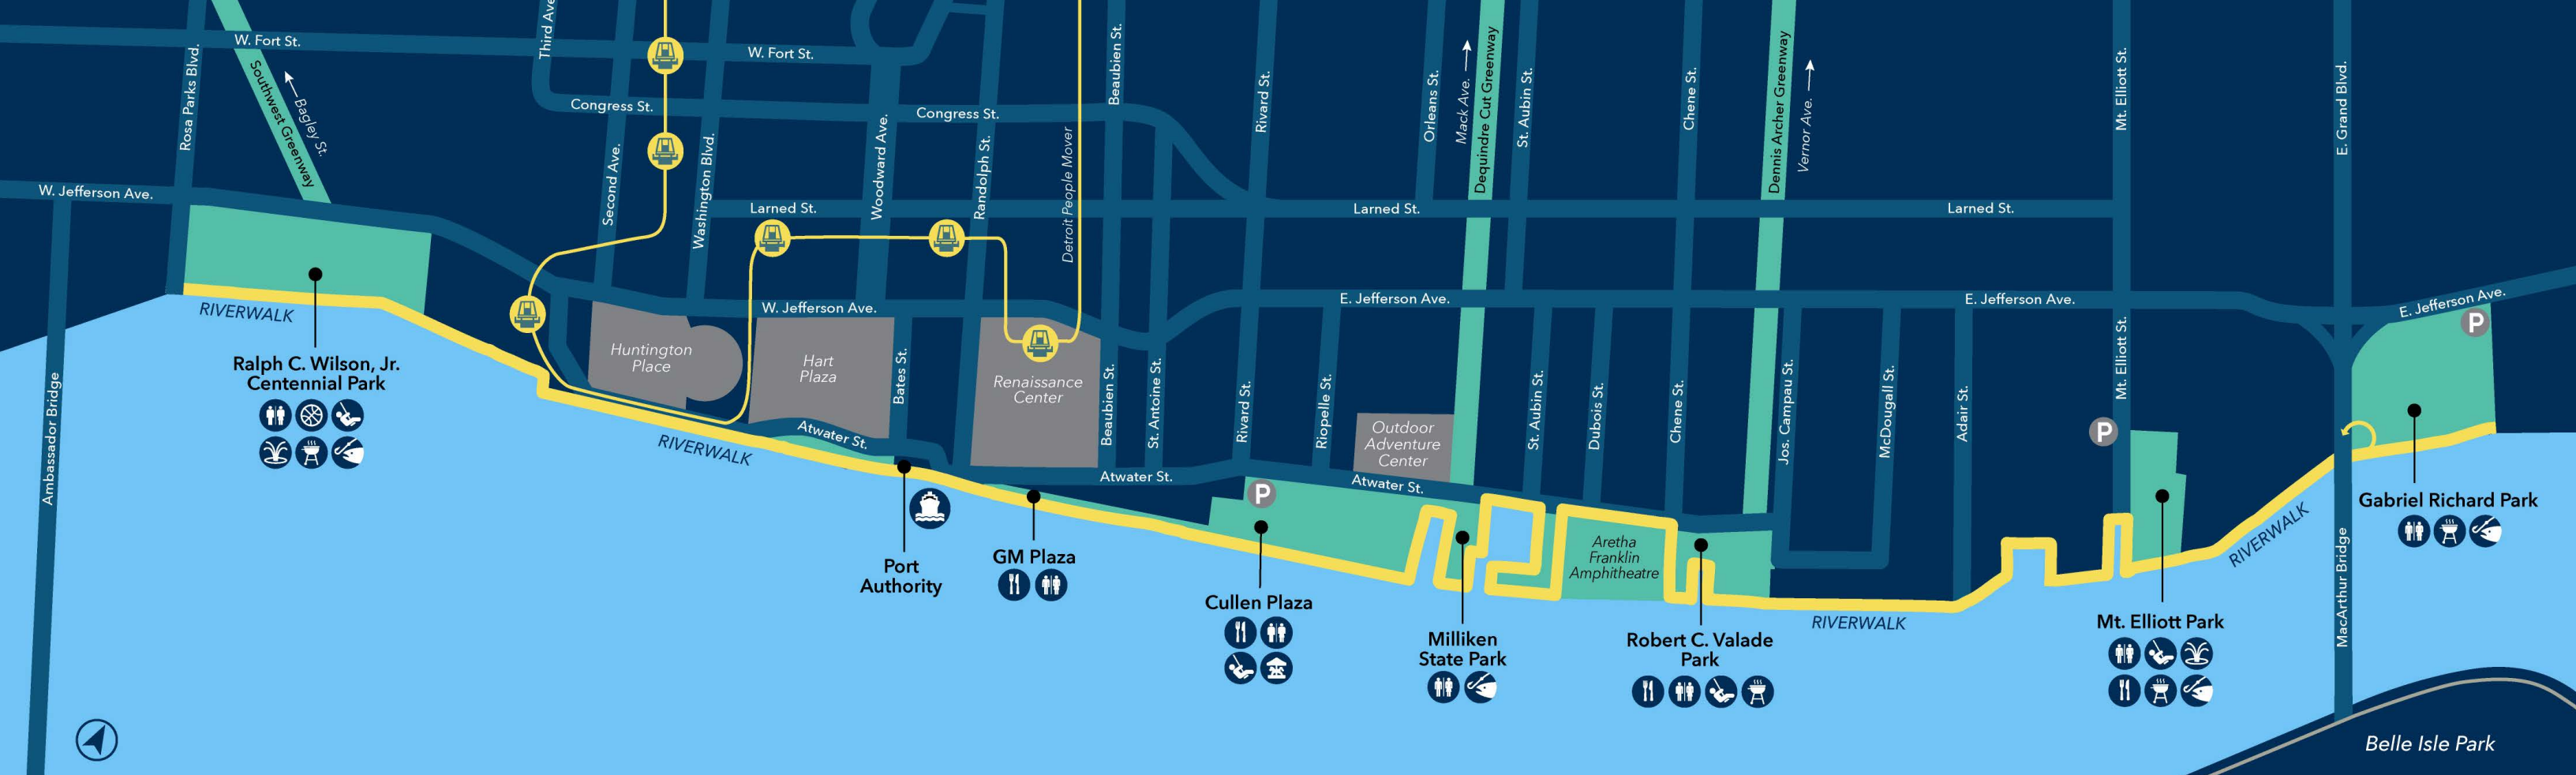 W. Fort St.
W. Fort St.
Rosa Parks Blvd.
Southwest Greenway
Bagley St.
Third Ave
Congress St.
Congress St.
Second Ave.
Washington Blvd.
Woodward Ave.
Randolph St.
Detroit People Mover
Beaubien St.
Rivard St.
Orleans St.
Mack Ave.
Dequindre Cut Greenway
St. Aubin St.
Chene St.
Dennis Archer Greenway
Vernor Ave.
Mt. Elliott St.
E. Grand Blvd.
W. Jefferson Ave.
Larned St.
Larned St.
Larned St.
W. Jefferson Ave.
E. Jefferson Ave.
E. Jefferson Ave.
E. Jefferson Ave.
RIVERWALK
Ralph C. Wilson, Jr.
Centennial Park
Ambassador Bridge
Huntington
Place
Hart
Plaza
Bates St.
Renaissance
Center
Beaubien St.
St. Antoine St.
Rivard St.
Riopelle St.
Outdoor
Adventure
Center
St. Aubin St.
Dubois St.
Chene St.
Jos. Campau St.
McDougall St.
Adair St.
Mt. Elliott St.
P
P
P
Atwater St.
Atwater St.
Atwater St.
RIVERWALK
Port
Authority
GM Plaza
Cullen Plaza
Milliken
State Park
Aretha
Franklin
Amphitheatre
Robert C. Valade
Park
RIVERWALK
Mt. Elliott Park
RIVERWALK
MacArthur Bridge
Gabriel Richard Park
Belle Isle Park